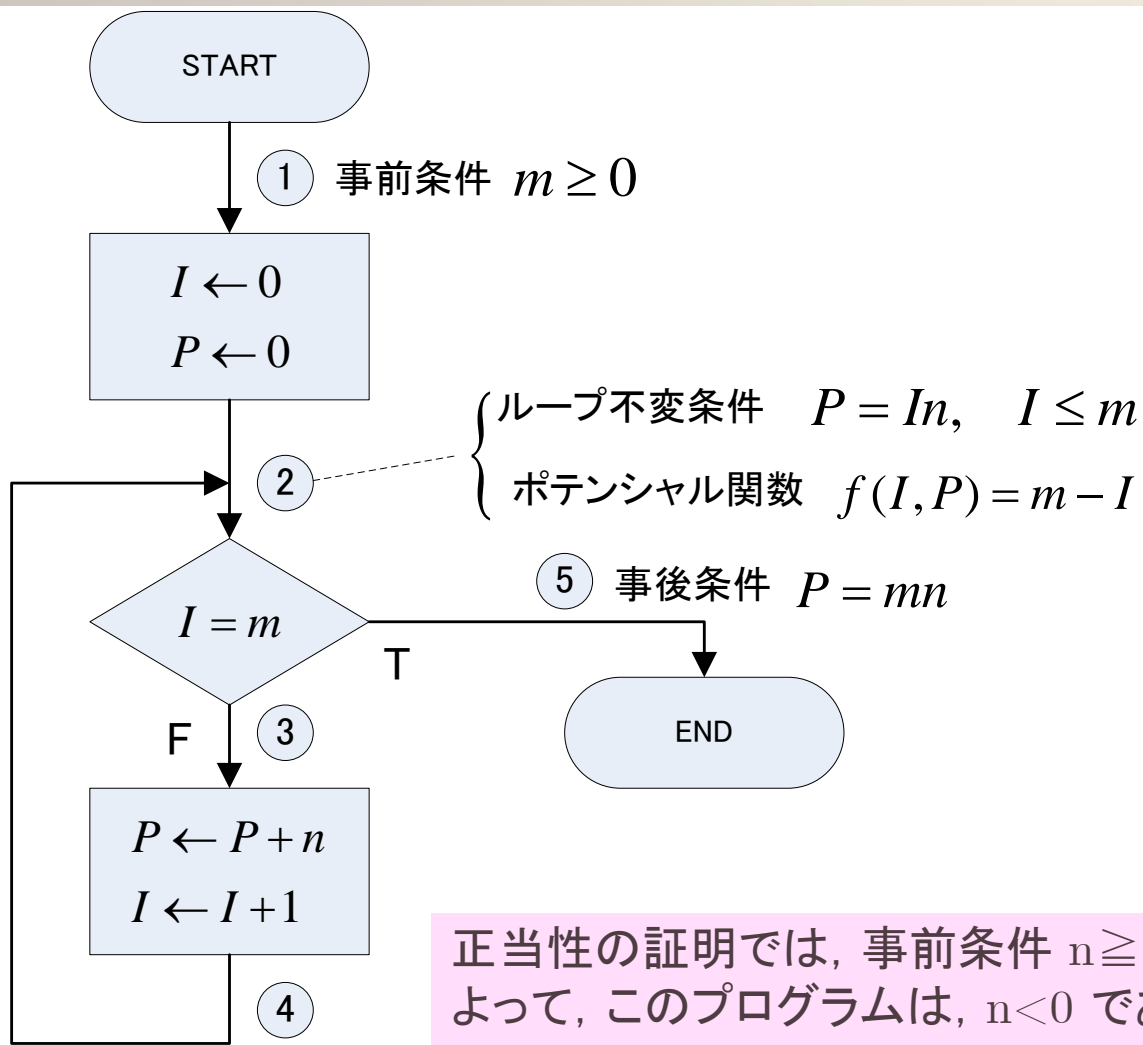 START
① 事前条件 m ≥ 0
I ← 0
P ← 0
ループ不変条件 P = In, I ≤ m
②
ポテンシャル関数 f(I, P) = m − I
⑤ 事後条件 P = mn
I = m
T
F
③
END
P ← P + n
I ← I + 1
正当性の証明では, 事前条件 n≧
よって, このプログラムは, n<0 で
④